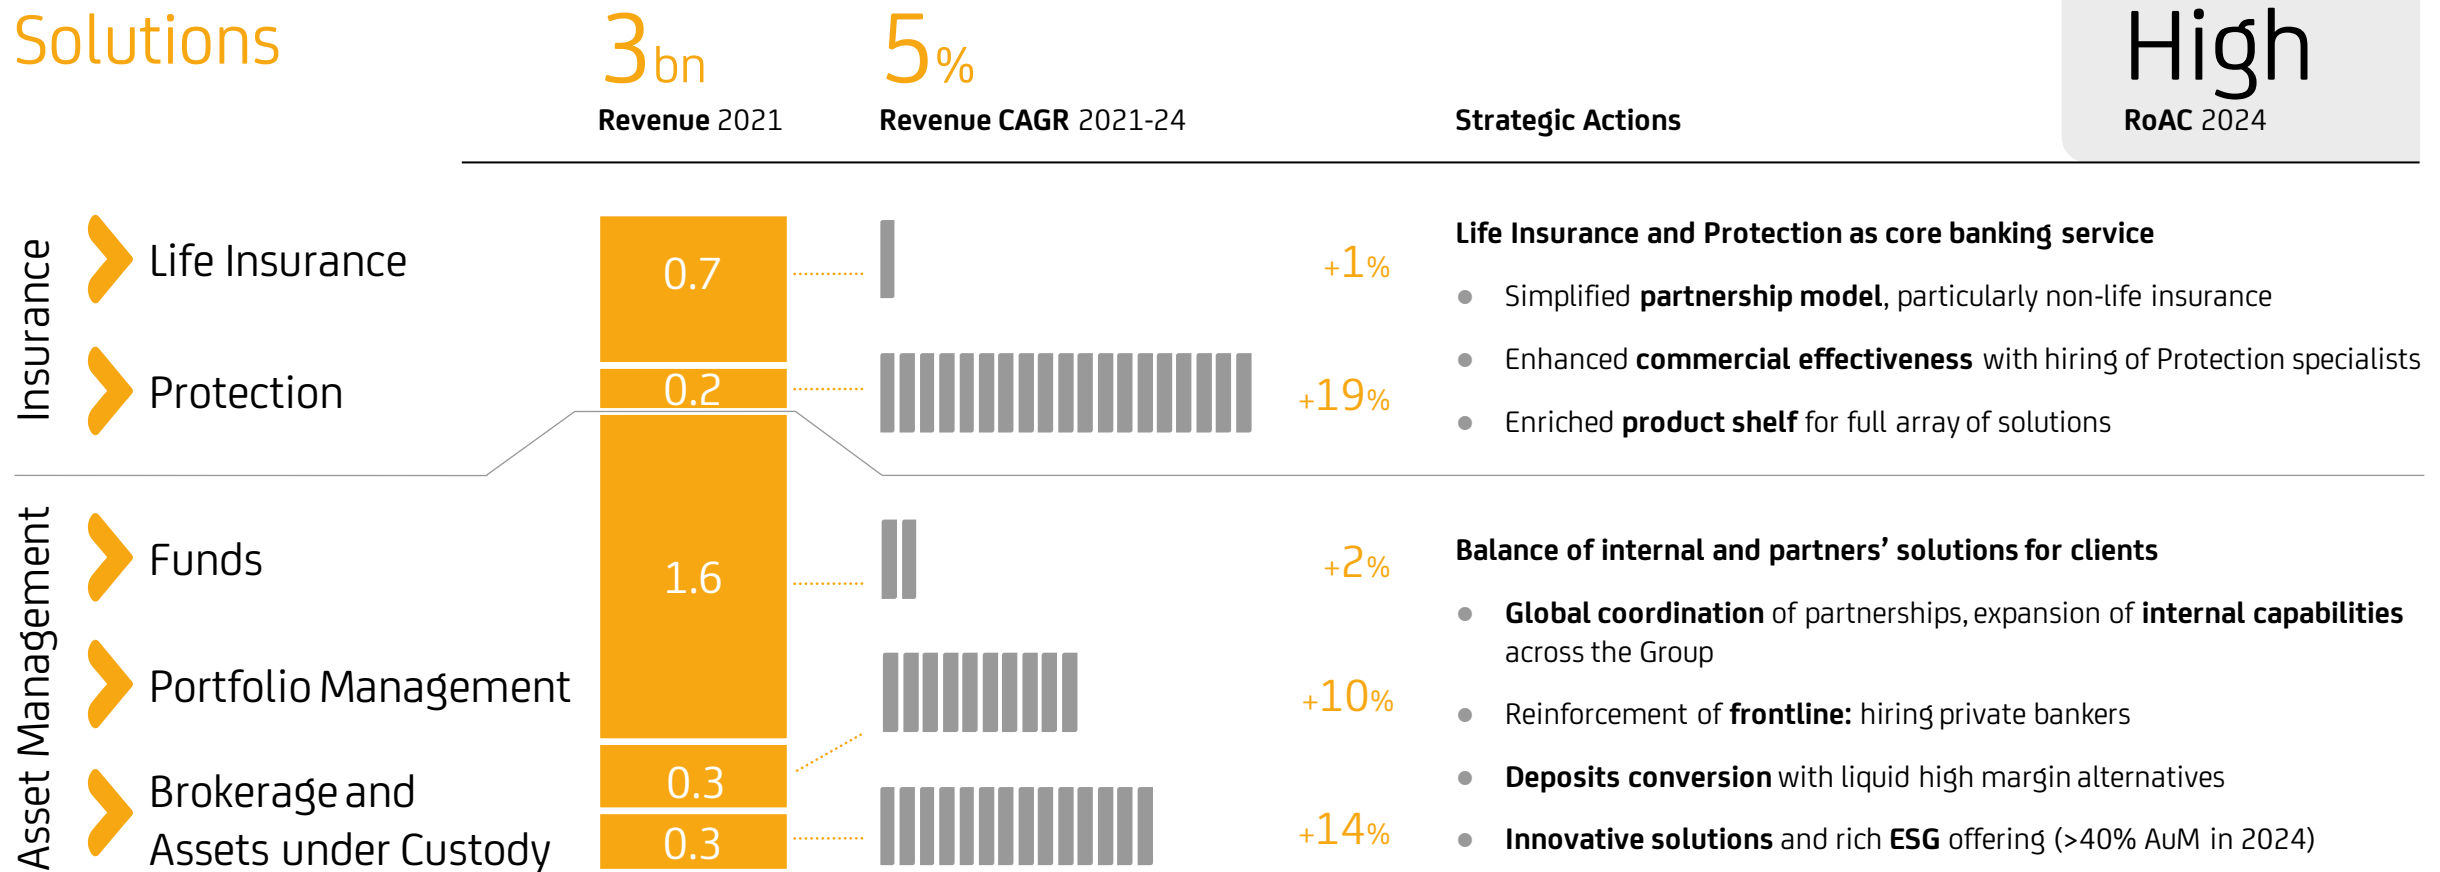 Solutions
3bn
Revenue 2021
5%
Revenue CAGR 2021-24
Strategic Actions
High
RoAC 2024
Insurance
Life Insurance
0.7
+1%
Protection
0.2
+19%
Life Insurance and Protection as core banking service
Simplified partnership model, particularly non-life insurance
Enhanced commercial effectiveness with hiring of Protection specialists
Enriched product shelf for full array of solutions
Asset Management
Funds
1.6
+2%
Portfolio Management
0.3
+10%
Brokerage and
Assets under Custody
0.3
+14%
Balance of internal and partners’ solutions for clients
Global coordination of partnerships, expansion of internal capabilities
across the Group
Reinforcement of frontline: hiring private bankers
Deposits conversion with liquid high margin alternatives
Innovative solutions and rich ESG offering (>40% AuM in 2024)